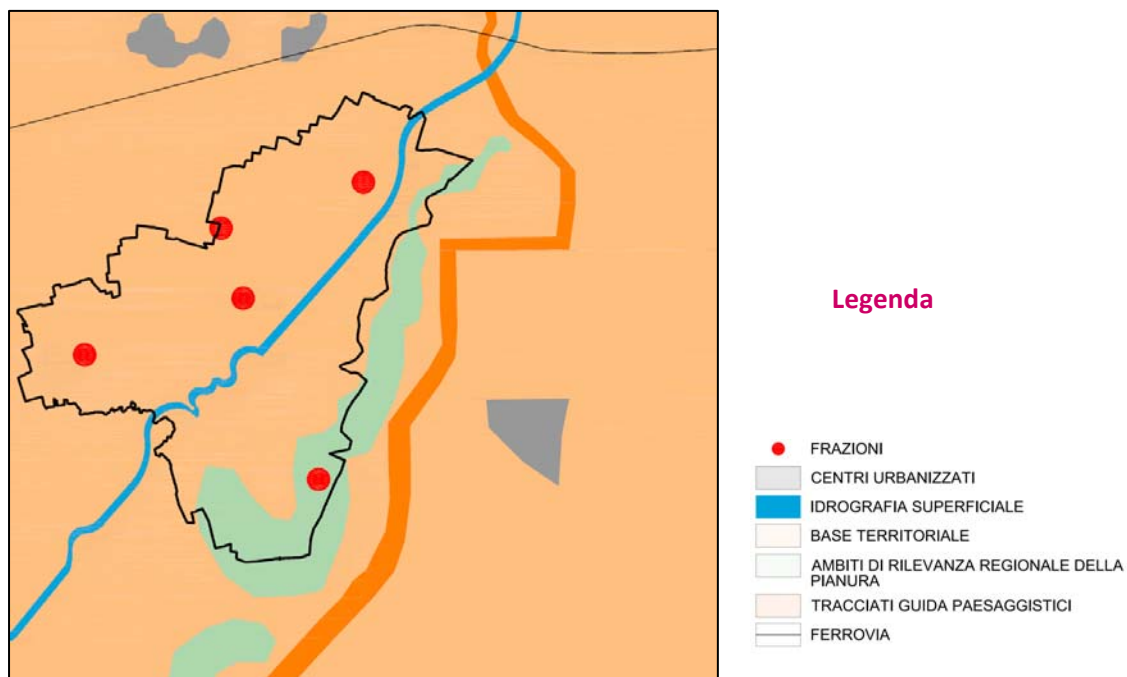 Legenda
FRAZIONI
CENTRI URBANIZZATI
IDROGRAFIA SUPERFICIALE
BASE TERRITORIALE
AMBITI DI RILEVANZA REGIONALE DELLA
PIANURA
TRACCIATI GUIDA PAESAGGISTICI
FERROVIA